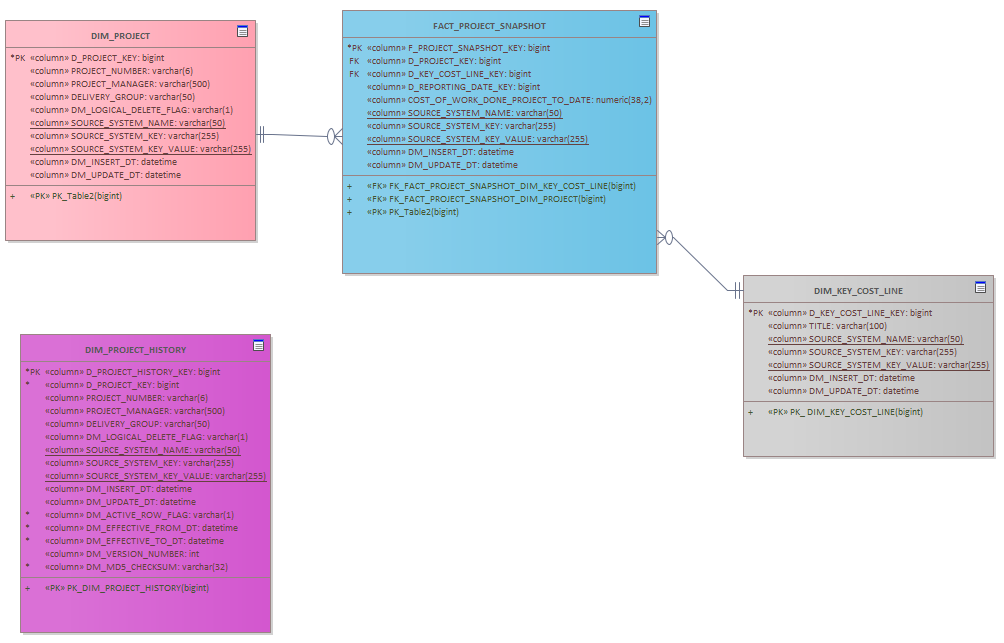 DIM_PROJECT
*PK «column» D_PROJECT_KEY: bigint
«column» PROJECT_NUMBER: varchar(6)
«column» PROJECT_MANAGER: varchar(500)
«column» DELIVERY_GROUP: varchar(50)
«column» DM_LOGICAL_DELETE_FLAG: varchar(1)
«column» SOURCE_SYSTEM_NAME: varchar(50)
«column» SOURCE_SYSTEM_KEY: varchar(255)
«column» SOURCE_SYSTEM_KEY_VALUE: varchar(255)
«column» DM_INSERT_DT: datetime
«column» DM_UPDATE_DT: datetime
+ «PK» PK_Table2(bigint)
FACT_PROJECT_SNAPSHOT
*PK «column» F_PROJECT_SNAPSHOT_KEY: bigint
FK «column» D_PROJECT_KEY: bigint
FK «column» D_KEY_COST_LINE_KEY: bigint
«column» D_REPORTING_DATE_KEY: bigint
«column» COST_OF_WORK_DONE_PROJECT_TO_DATE: numeric(38,2)
«column» SOURCE_SYSTEM_NAME: varchar(50)
«column» SOURCE_SYSTEM_KEY: varchar(255)
«column» SOURCE_SYSTEM_KEY_VALUE: varchar(255)
«column» DM_INSERT_DT: datetime
«column» DM_UPDATE_DT: datetime
+ «FK» FK_FACT_PROJECT_SNAPSHOT_DIM_KEY_COST_LINE(bigint)
+ «FK» FK_FACT_PROJECT_SNAPSHOT_DIM_PROJECT(bigint)
+ «PK» PK_Table2(bigint)
DIM_KEY_COST_LINE
*PK «column» D_KEY_COST_LINE_KEY: bigint
«column» TITLE: varchar(100)
«column» SOURCE_SYSTEM_NAME: varchar(50)
«column» SOURCE_SYSTEM_KEY: varchar(255)
«column» SOURCE_SYSTEM_KEY_VALUE: varchar(255)
«column» DM_INSERT_DT: datetime
«column» DM_UPDATE_DT: datetime
+ «PK» PK_ DIM_KEY_COST_LINE(bigint)
DIM_PROJECT_HISTORY
*PK «column» D_PROJECT_HISTORY_KEY: bigint
* «column» D_PROJECT_KEY: bigint
«column» PROJECT_NUMBER: varchar(6)
«column» PROJECT_MANAGER: varchar(500)
«column» DELIVERY_GROUP: varchar(50)
«column» DM_LOGICAL_DELETE_FLAG: varchar(1)
«column» SOURCE_SYSTEM_NAME: varchar(50)
«column» SOURCE_SYSTEM_KEY: varchar(255)
«column» SOURCE_SYSTEM_KEY_VALUE: varchar(255)
«column» DM_INSERT_DT: datetime
«column» DM_UPDATE_DT: datetime
* «column» DM_ACTIVE_ROW_FLAG: varchar(1)
* «column» DM_EFFECTIVE_FROM_DT: datetime
* «column» DM_EFFECTIVE_TO_DT: datetime
«column» DM_VERSION_NUMBER: int
* «column» DM_MD5_CHECKSUM: varchar(32)
+ «PK» PK_DIM_PROJECT_HISTORY(bigint)